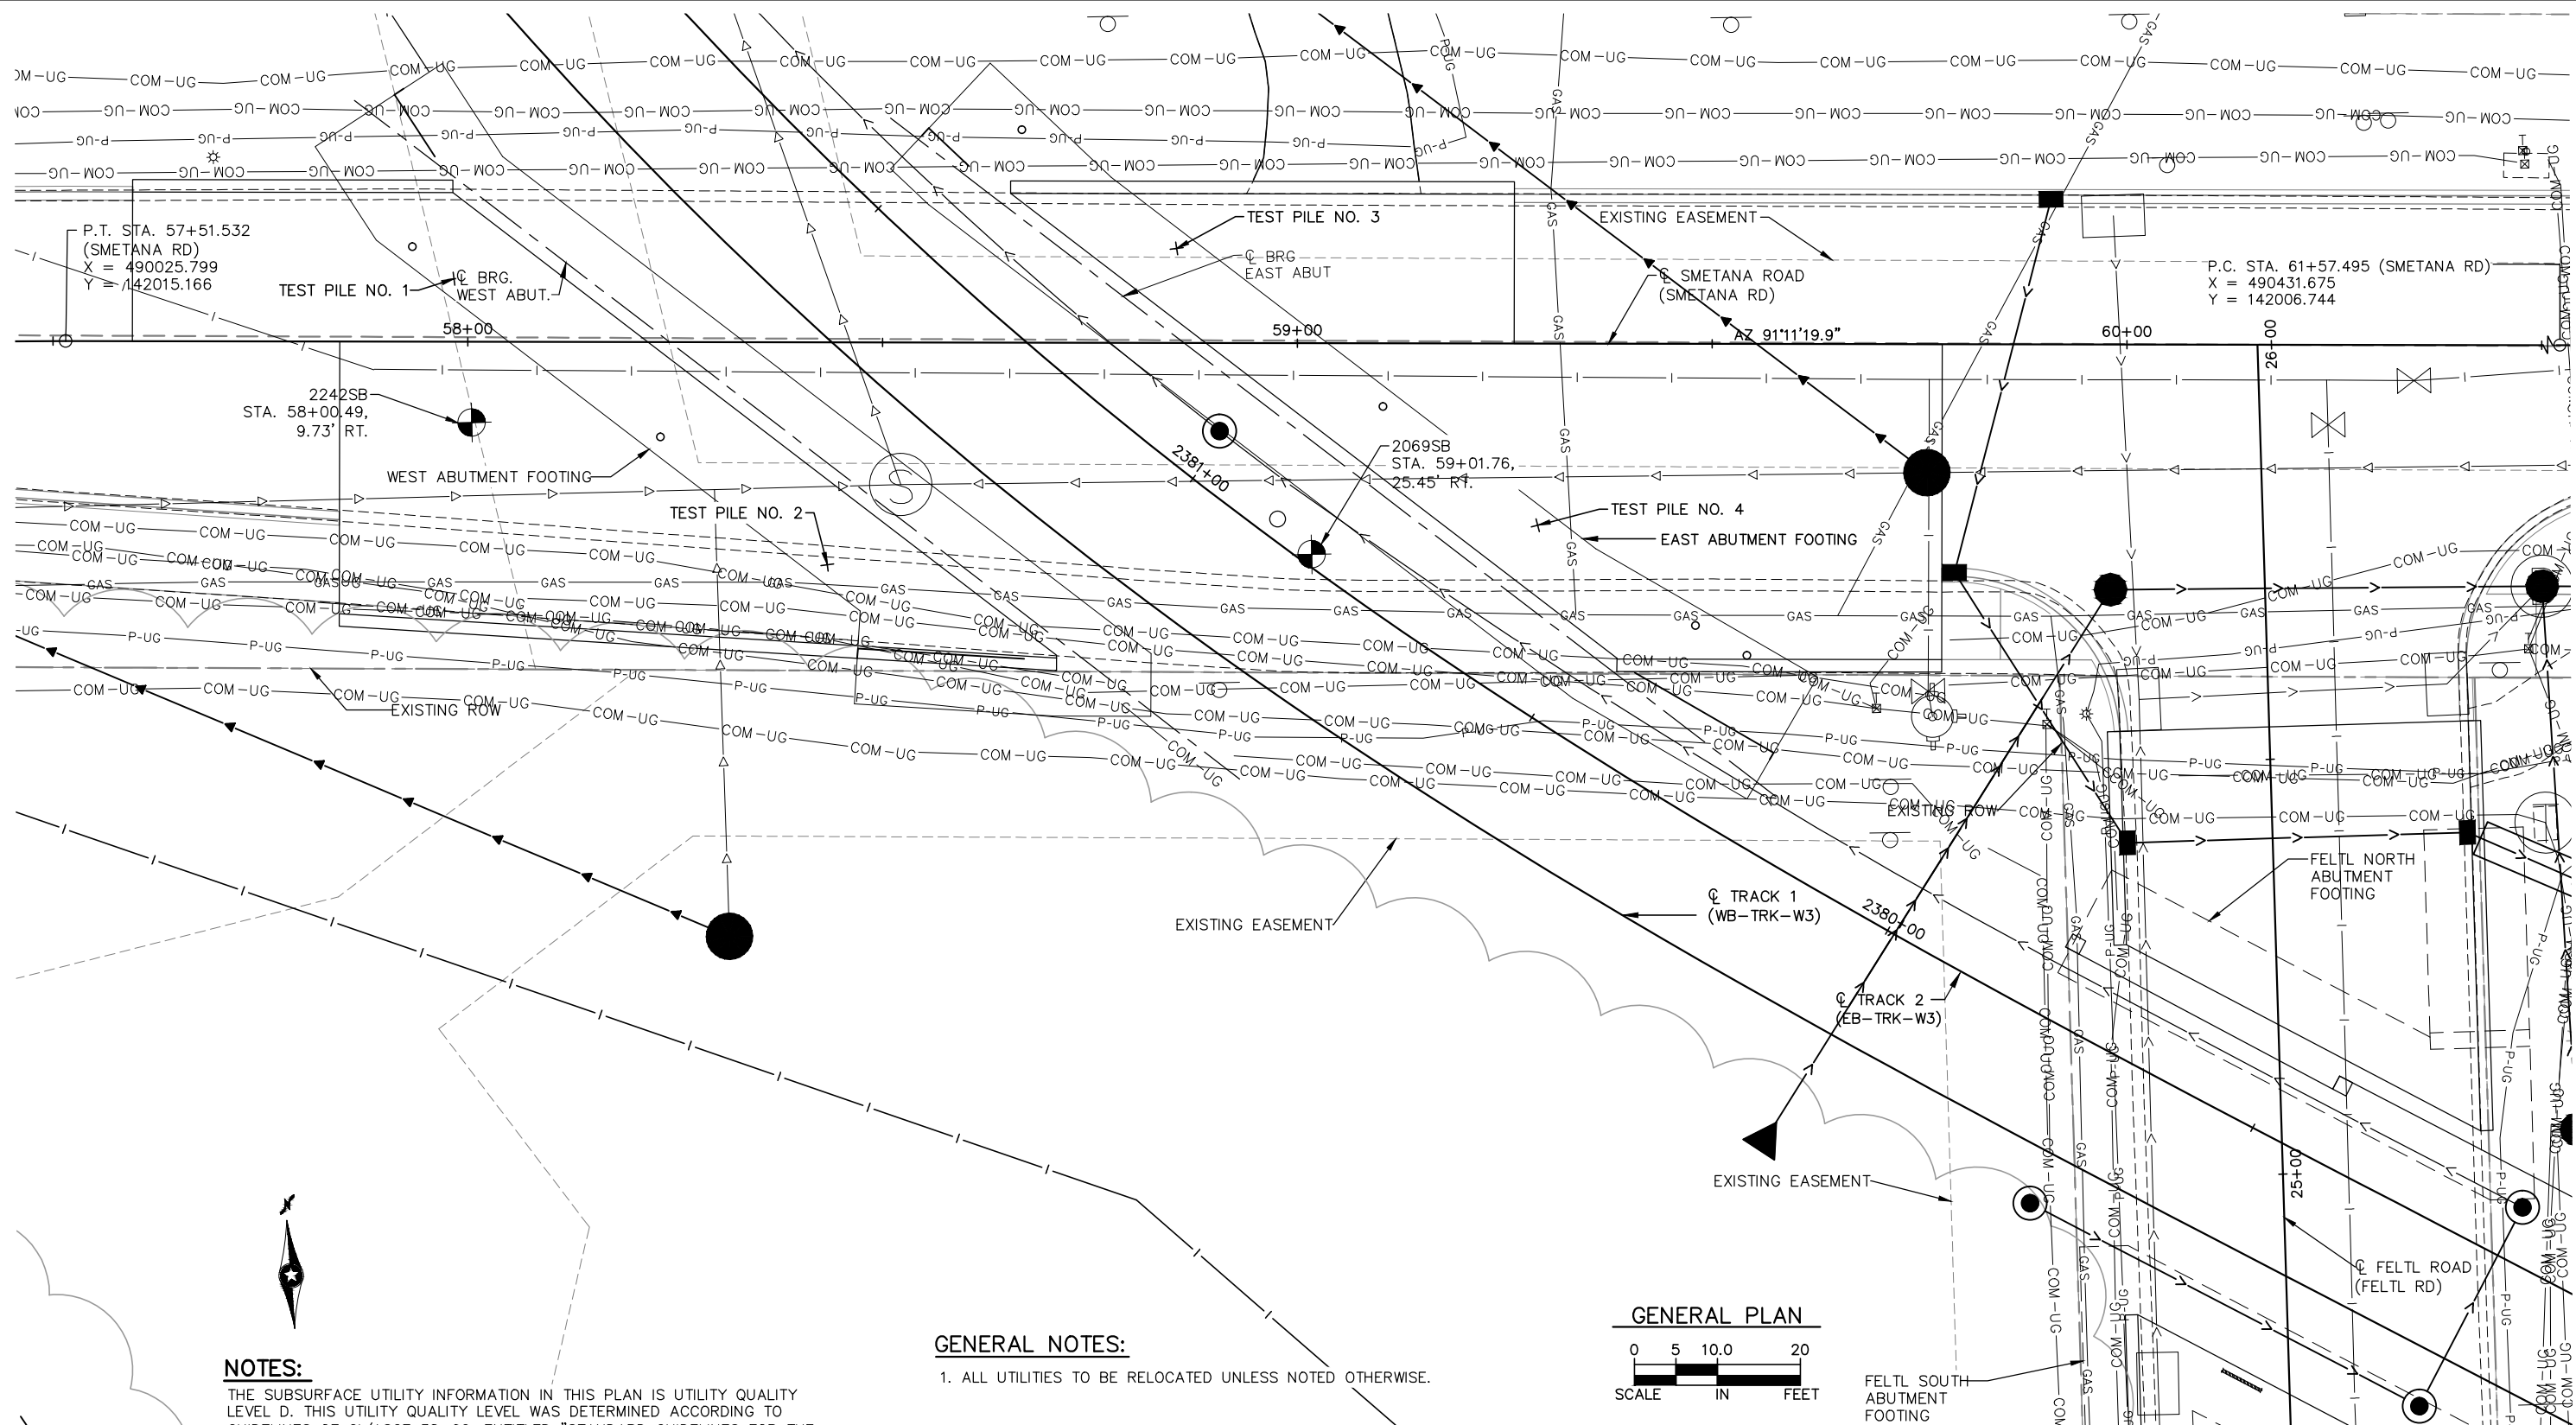 P.T. STA. 57+51.532
(SMETANA RD)
X = 490025.799
Y = 142015.166
TEST PILE NO. 1
℄ BRG.
WEST ABUT.
TEST PILE NO. 3
℄ BRG
EAST ABUT
EXISTING EASEMENT
℄ SMETANA ROAD
(SMETANA RD)
P.C. STA. 61+57.495 (SMETANA RD)
X = 490431.675
Y = 142006.744
58+00
59+00
AZ 91°11'19.9"
60+00
26+00
2242SB
STA. 58+00.49,
9.73' RT.
WEST ABUTMENT FOOTING
S
2381+00
2069SB
STA. 59+01.76,
25.45' RT.
TEST PILE NO. 2
TEST PILE NO. 4
EAST ABUTMENT FOOTING
COM-UG
P-UG
GAS
EXISTING ROW
EXISTING ROW
EXISTING EASEMENT
℄ TRACK 1
(WB-TRK-W3)
2380+00
FELTL NORTH
ABUTMENT
FOOTING
℄ TRACK 2
(EB-TRK-W3)
EXISTING EASEMENT
25+00
℄ FELTL ROAD
(FELTL RD)
N
GENERAL PLAN
0 5 10.0 20
SCALE IN FEET
FELTL SOUTH
ABUTMENT
FOOTING
GENERAL NOTES:
1. ALL UTILITIES TO BE RELOCATED UNLESS NOTED OTHERWISE.
NOTES:
THE SUBSURFACE UTILITY INFORMATION IN THIS PLAN IS UTILITY QUALITY
LEVEL D. THIS UTILITY QUALITY LEVEL WAS DETERMINED ACCORDING TO